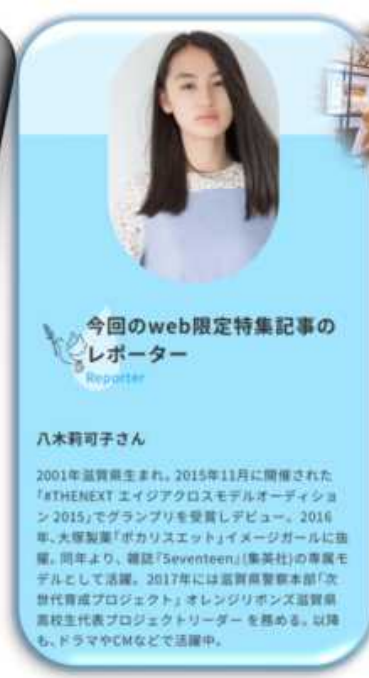 今回のweb限定特集記事の
レポーター
Reporter
八木莉可子さん
2001年滋賀県生まれ。2015年11月に開催された
「#THENEXT エイジアクロスモデルオーディショ
ン 2015」でグランプリを受賞しデビュー。2016
年、大塚製薬「ポカリスエット」イメージガールに抜
擢。同年より、雑誌『Seventeen』(集英社)の専属モ
デルとして活躍。2017年には滋賀県警察本部「次
世代育成プロジェクト」オレンジリボンズ滋賀県
高校生代表プロジェクトリーダー を務める。以降
も、ドラマやCMなどで活躍中。